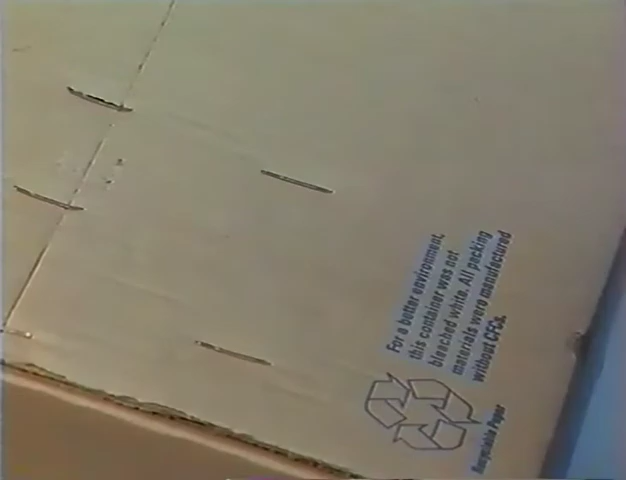 For a better environment,
this container was not
bleached white. All packing
materials were manufactured
without CFCs.
Recyclable Paper